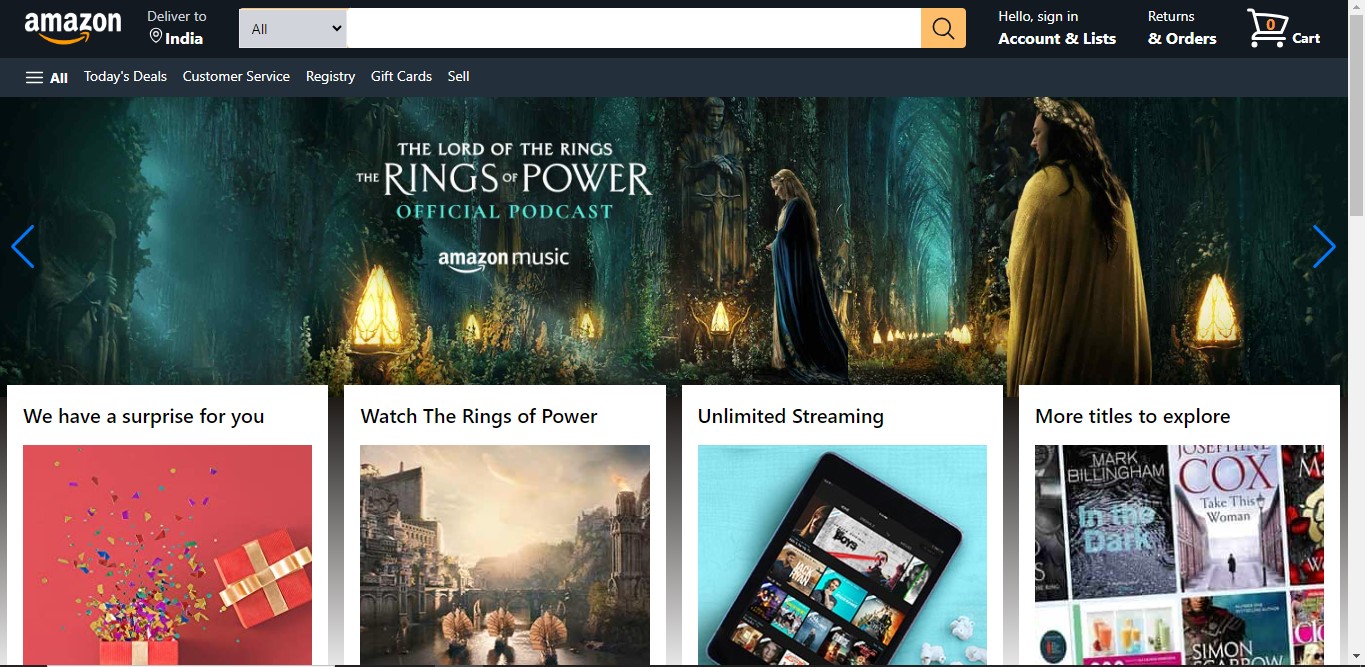 amazon
Deliver to
India
All
Hello, sign in
Account & Lists
Returns
& Orders
0
Cart
All
Today's Deals
Customer Service
Registry
Gift Cards
Sell
THE LORD OF THE RINGS
THE RINGS OF POWER
OFFICIAL PODCAST
amazon music
We have a surprise for you
Watch The Rings of Power
Unlimited Streaming
More titles to explore
BOYS
JACK
RYAN
MARK
BILLINGHAM
In the
Dark
JOSEPHINE
COX
Take This
Woman
SIMON
SCARROW